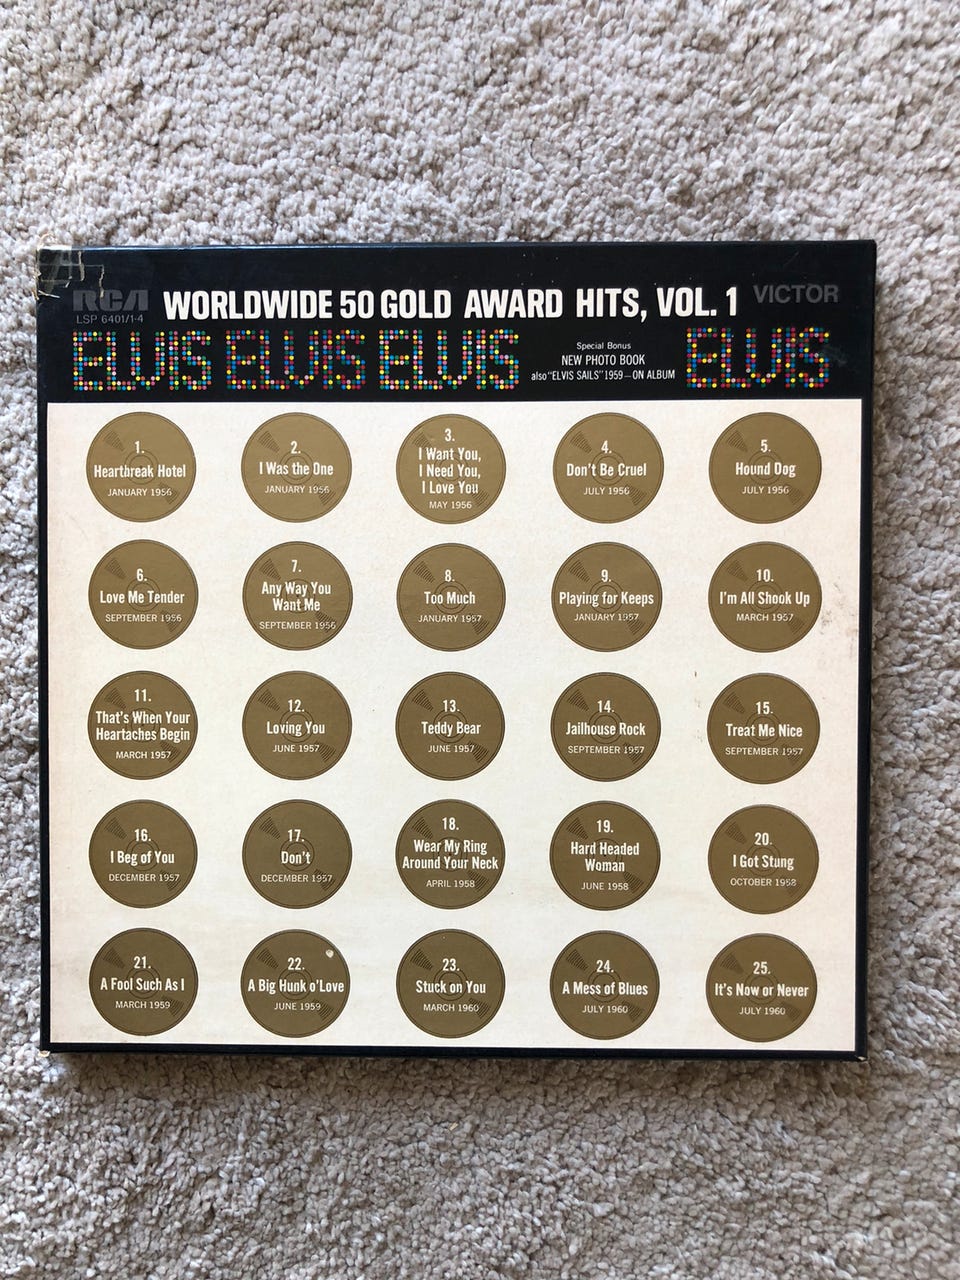 RCA
WORLDWIDE 50 GOLD AWARD HITS, VOL. 1
VICTOR
LSP 6401/1-4
ELVIS ELVIS ELVIS
Special Bonus
NEW PHOTO BOOK
also "ELVIS SAILS" 1959—ON ALBUM
ELVIS
1.
Heartbreak Hotel
JANUARY 1956
2.
I Was the One
JANUARY 1956
3.
I Want You,
I Need You,
I Love You
MAY 1956
4.
Don't Be Cruel
JULY 1956
5.
Hound Dog
JULY 1956
6.
Love Me Tender
SEPTEMBER 1956
7.
Any Way You
Want Me
SEPTEMBER 1956
8.
Too Much
JANUARY 1957
9.
Playing for Keeps
JANUARY 1957
10.
I'm All Shook Up
MARCH 1957
11.
That's When Your
Heartaches Begin
MARCH 1957
12.
Loving You
JUNE 1957
13.
Teddy Bear
JUNE 1957
14.
Jailhouse Rock
SEPTEMBER 1957
15.
Treat Me Nice
SEPTEMBER 1957
16.
I Beg of You
DECEMBER 1957
17.
Don't
DECEMBER 1957
18.
Wear My Ring
Around Your Neck
APRIL 1958
19.
Hard Headed
Woman
JUNE 1958
20.
I Got Stung
OCTOBER 1958
21.
A Fool Such As I
MARCH 1959
22.
A Big Hunk o'Love
JUNE 1959
23.
Stuck on You
MARCH 1960
24.
A Mess of Blues
JULY 1960
25.
It's Now or Never
JULY 1960